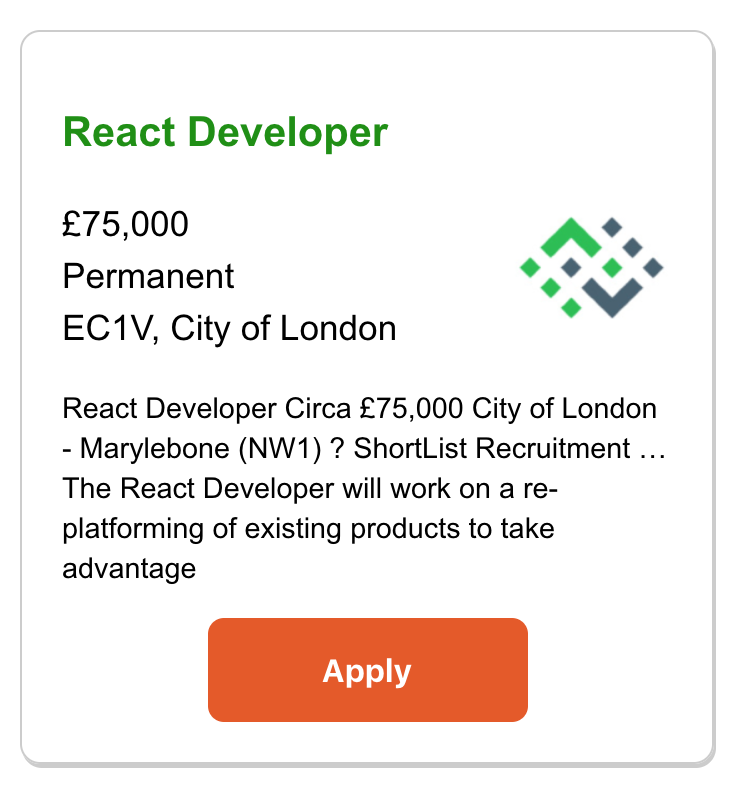 React Developer
£75,000
Permanent
EC1V, City of London
React Developer Circa £75,000 City of London
- Marylebone (NW1) ? ShortList Recruitment …
The React Developer will work on a re-
platforming of existing products to take
advantage
Apply